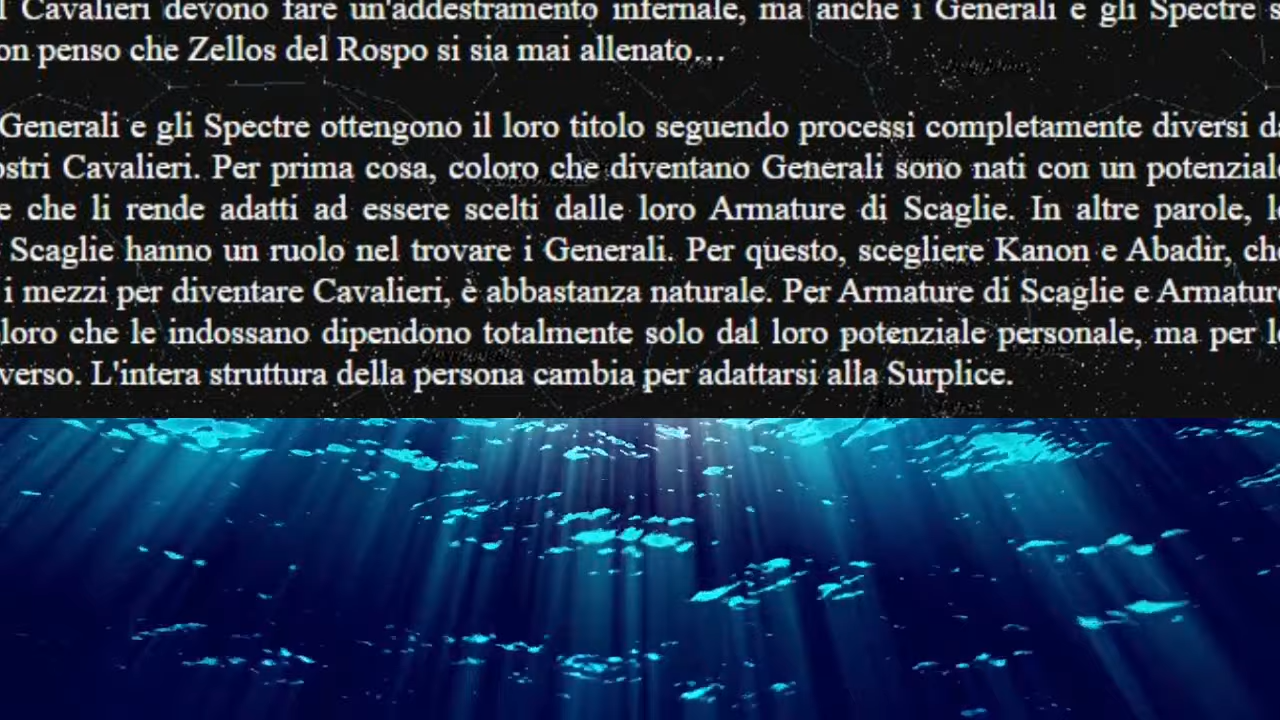 Cavalieri devono fare un'addestramento infernale, ma anche i Generali e gli Spectre
penso che Zellos del Rospo si sia mai allenato…
Generali e gli Spectre ottengono il loro titolo seguendo processi completamente diversi
Cavalieri. Per prima cosa, coloro che diventano Generali sono nati con un potenziale
che li rende adatti ad essere scelti dalle loro Armature di Scaglie. In altre parole,
Scaglie hanno un ruolo nel trovare i Generali. Per questo, scegliere Kanon e Abadir,
i mezzi per diventare Cavalieri, è abbastanza naturale. Per Armature di Scaglie e Armature
che le indossano dipendono totalmente solo dal loro potenziale personale, ma per
L'intera struttura della persona cambia per adattarsi alla Surplice.